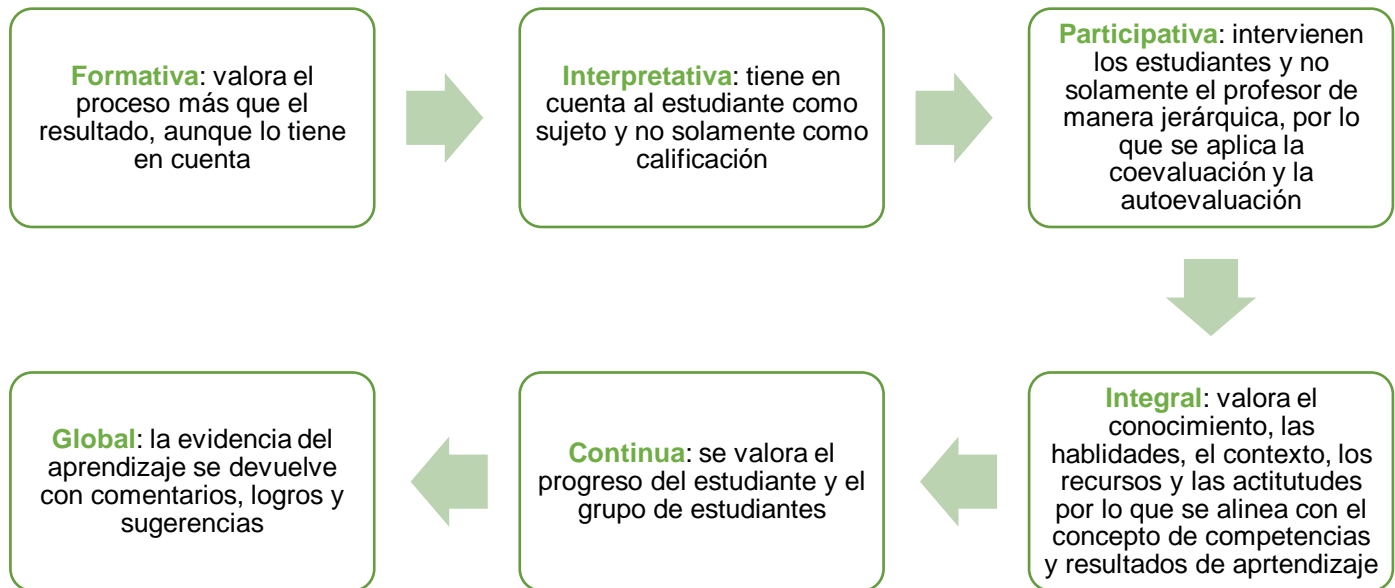 Formativa: valora el
proceso más que el
resultado, aunque lo tiene
en cuenta
Interpretativa: tiene en
cuenta al estudiante como
sujeto y no solamente como
calificación
Participativa: intervienen
los estudiantes y no
solamente el profesor de
manera jerárquica, por lo
que se aplica la
coevaluación y la
autoevaluación
Integral: valora el
conocimiento, las
hablidades, el contexto, los
recursos y las actitutudes
por lo que se alinea con el
concepto de competencias
y resultados de aprtendizaje
Continua: se valora el
progreso del estudiante y el
grupo de estudiantes
Global: la evidencia del
aprendizaje se devuelve
con comentarios, logros y
sugerencias